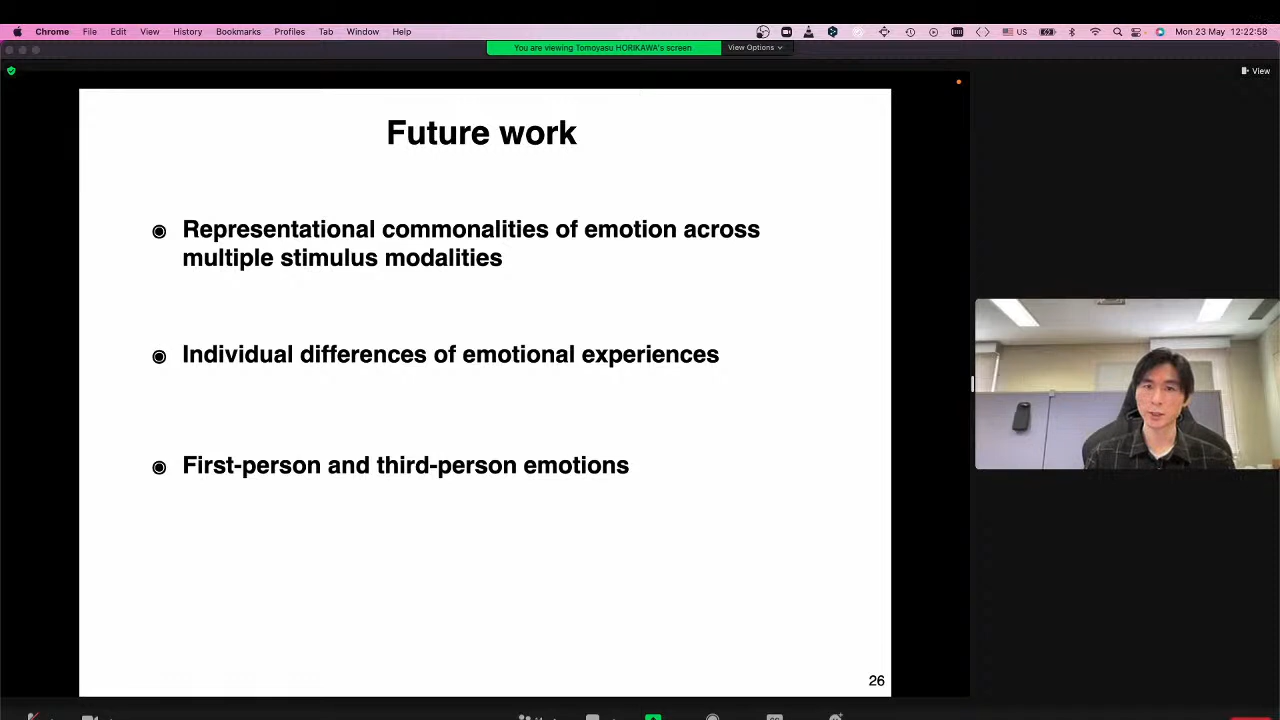 Chrome File Edit View History Bookmarks Profiles Tab Window Help US Mon 23 May 12:22:58
You are viewing Tomoyasu HORIKAWA's screen View Options
View
Future work
Representational commonalities of emotion across
multiple stimulus modalities
Individual differences of emotional experiences
First-person and third-person emotions
26